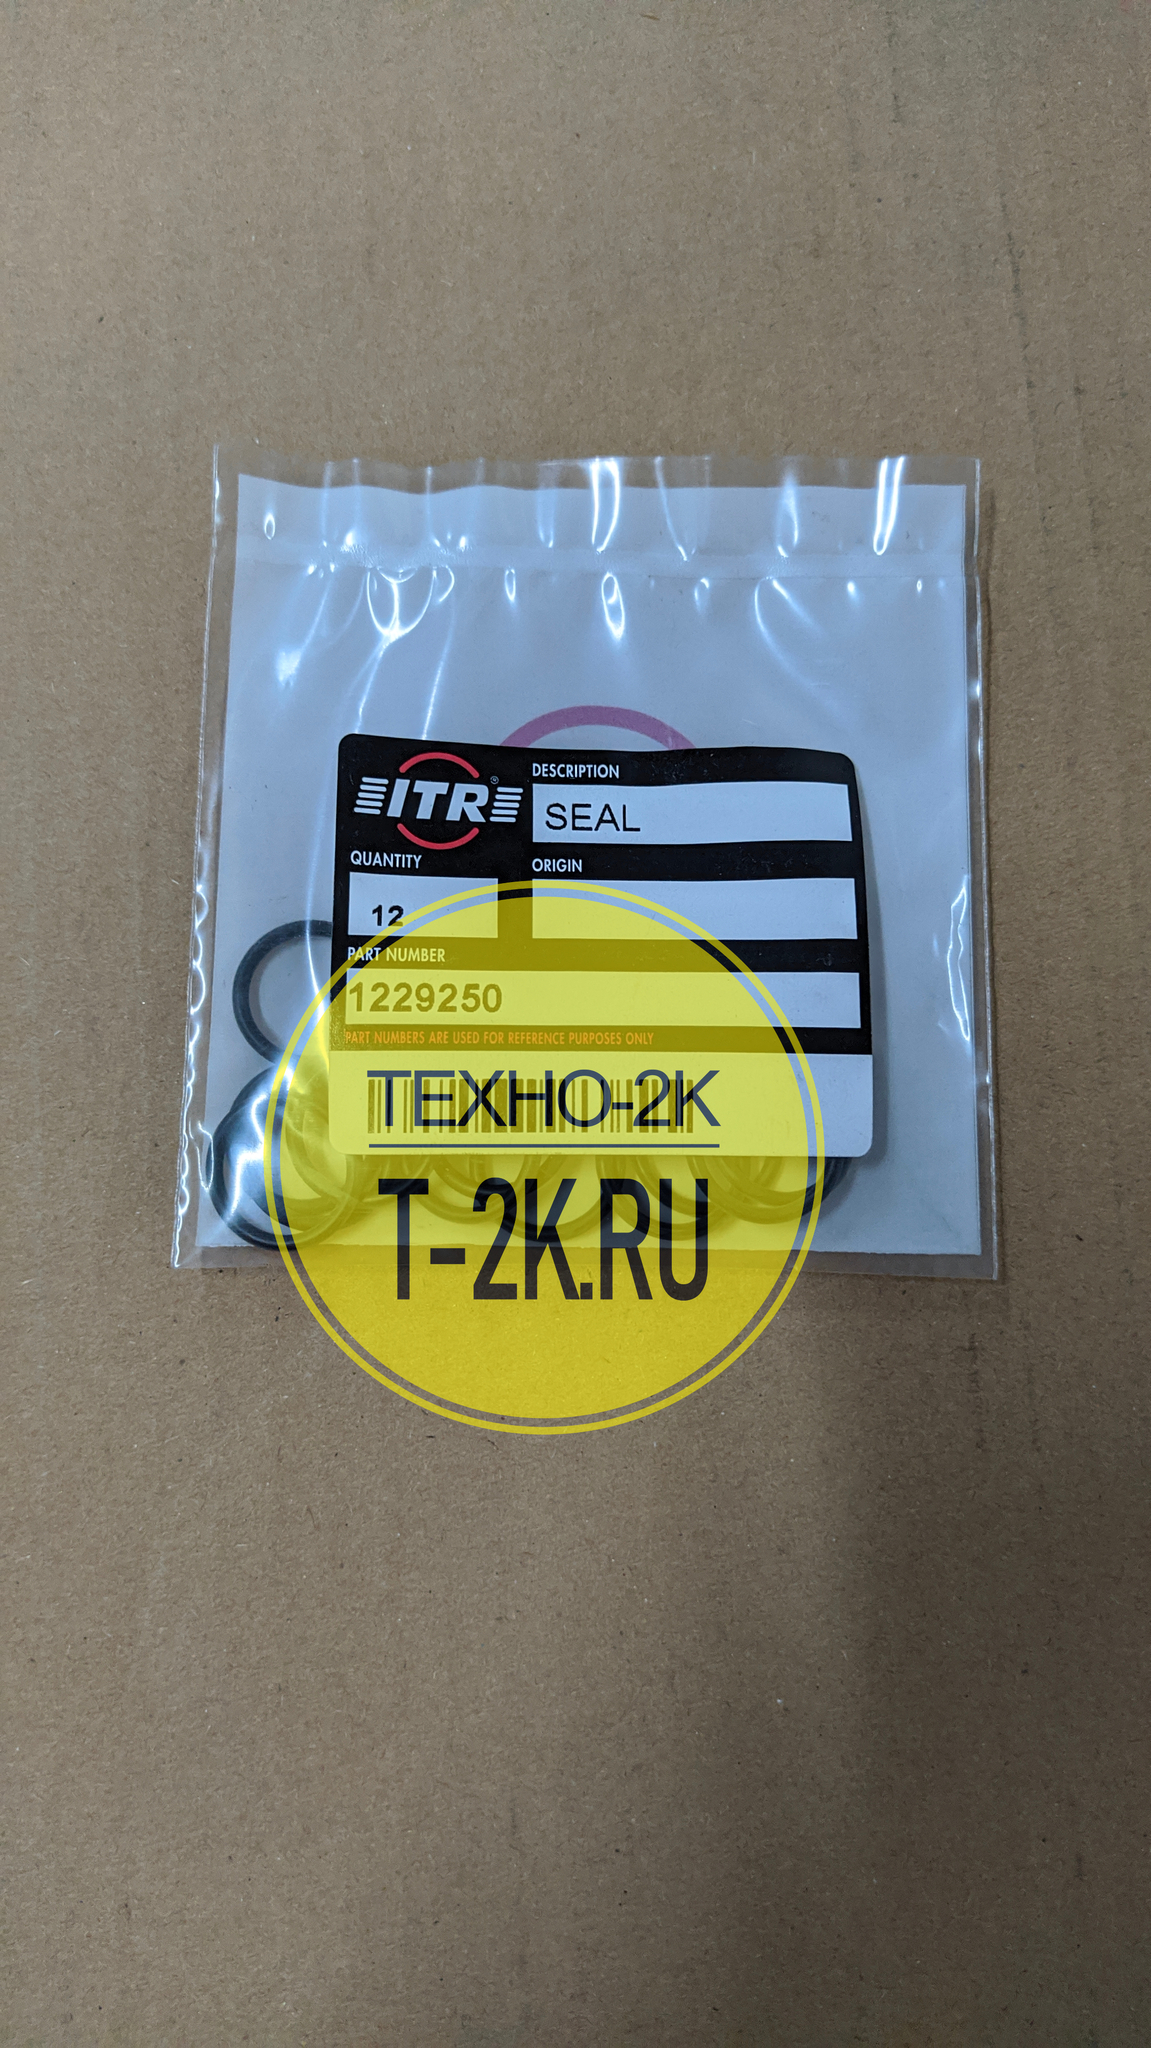 ITR®
DESCRIPTION
SEAL
QUANTITY
ORIGIN
12
PART NUMBER
1229250
PART NUMBERS ARE USED FOR REFERENCE PURPOSES ONLY
ТЕХНО-2К
T-2K.RU